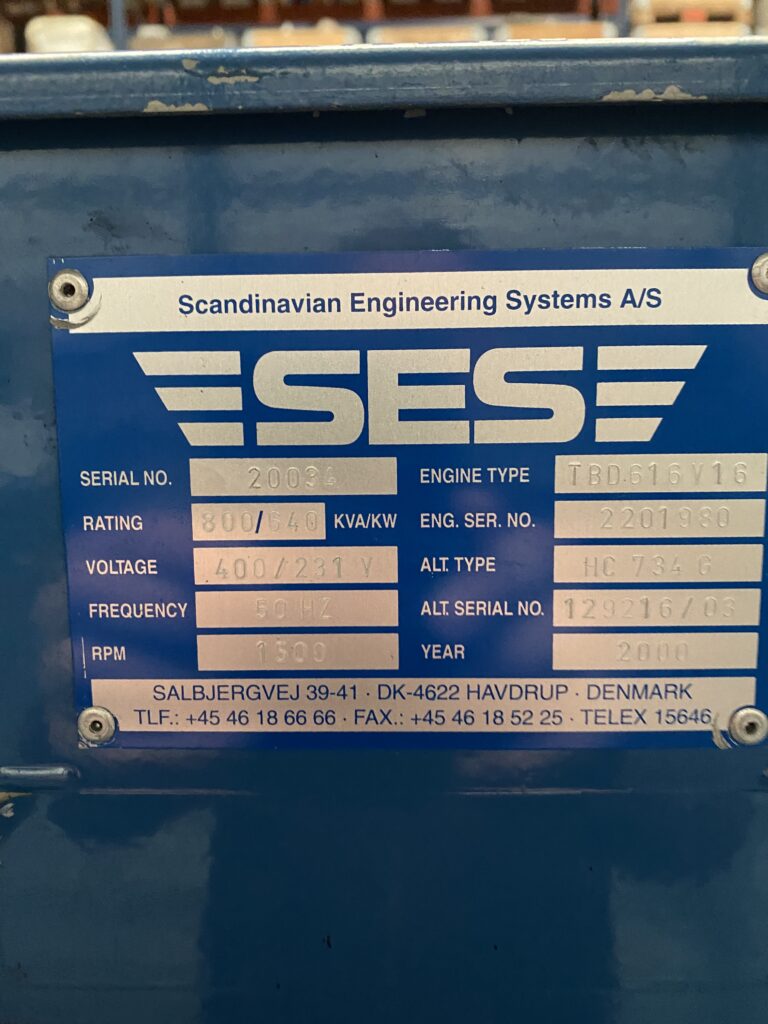 Scandinavian Engineering Systems A/S
SES
SERIAL NO. 20034 ENGINE TYPE TBD616V16
RATING 800/640 KVA/KW ENG. SER. NO. 2201980
VOLTAGE 400/231 V ALT. TYPE HC 734 G
FREQUENCY 50 HZ ALT. SERIAL NO. 129216/03
RPM 1500 YEAR 2000
SALBJERGVEJ 39-41 · DK-4622 HAVDRUP · DENMARK
TLF.: +45 46 18 66 66 · FAX.: +45 46 18 52 25 · TELEX 15646